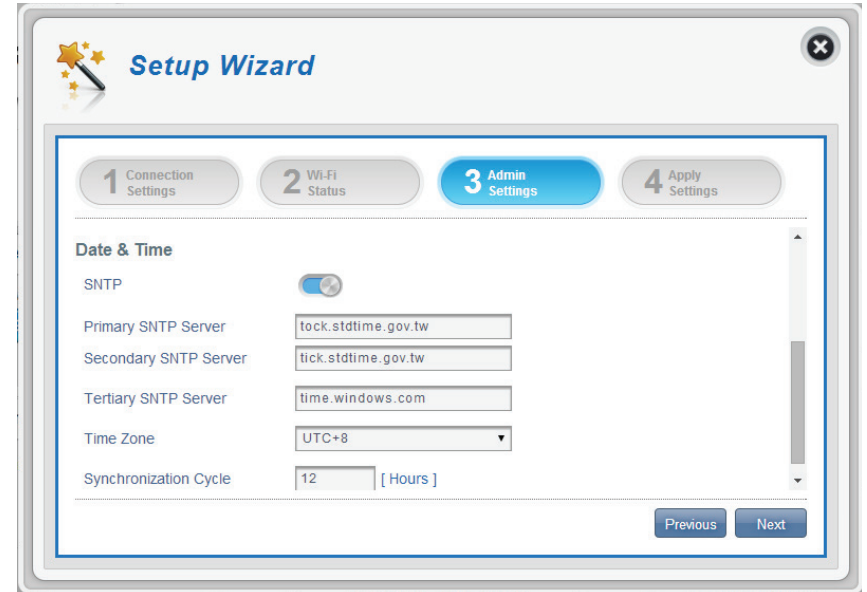 Setup Wizard
1 Connection Settings
2 Wi-Fi Status
3 Admin Settings
4 Apply Settings
Date & Time
SNTP
Primary SNTP Server tock.stdtime.gov.tw
Secondary SNTP Server tick.stdtime.gov.tw
Tertiary SNTP Server time.windows.com
Time Zone UTC+8
Synchronization Cycle 12 [ Hours ]
Previous Next